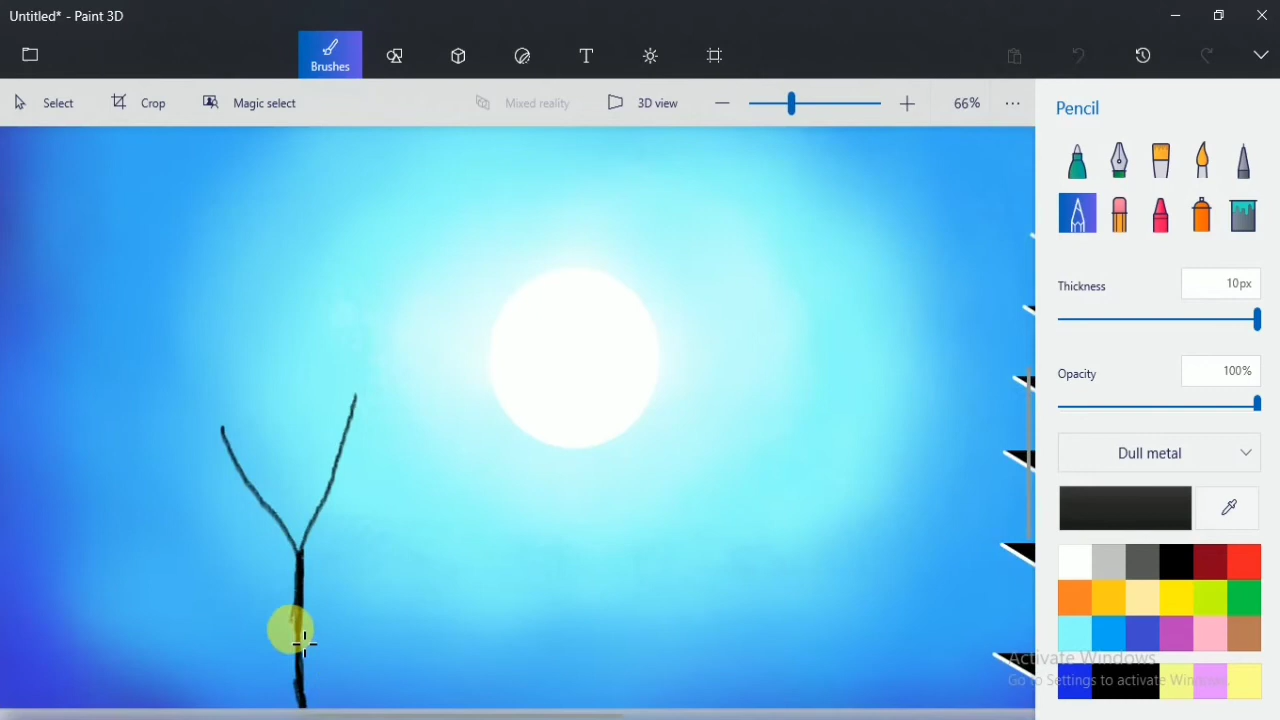 Untitled* - Paint 3D
Brushes
Select
Crop
Magic select
Mixed reality
3D view
66%
Pencil
Thickness
10px
Opacity
100%
Dull metal
Activate Windows
Go to Settings to activate Windows.